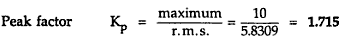 Peak factor K_p = maximum / r.m.s. = 10 / 5.8309 = 1.715